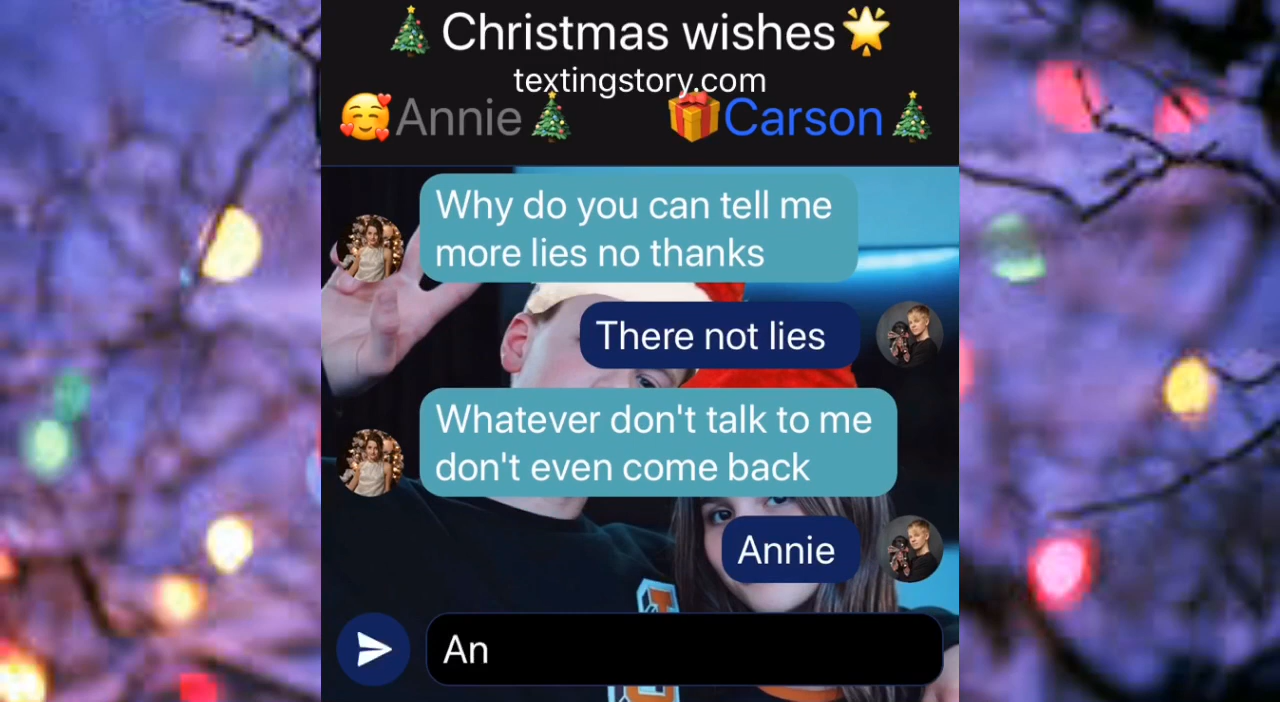 🎄Christmas wishes🌟
textingstory.com
🥰Annie🎄 🎁Carson🎄
Why do you can tell me
more lies no thanks
There not lies
Whatever don't talk to me
don't even come back
Annie
An